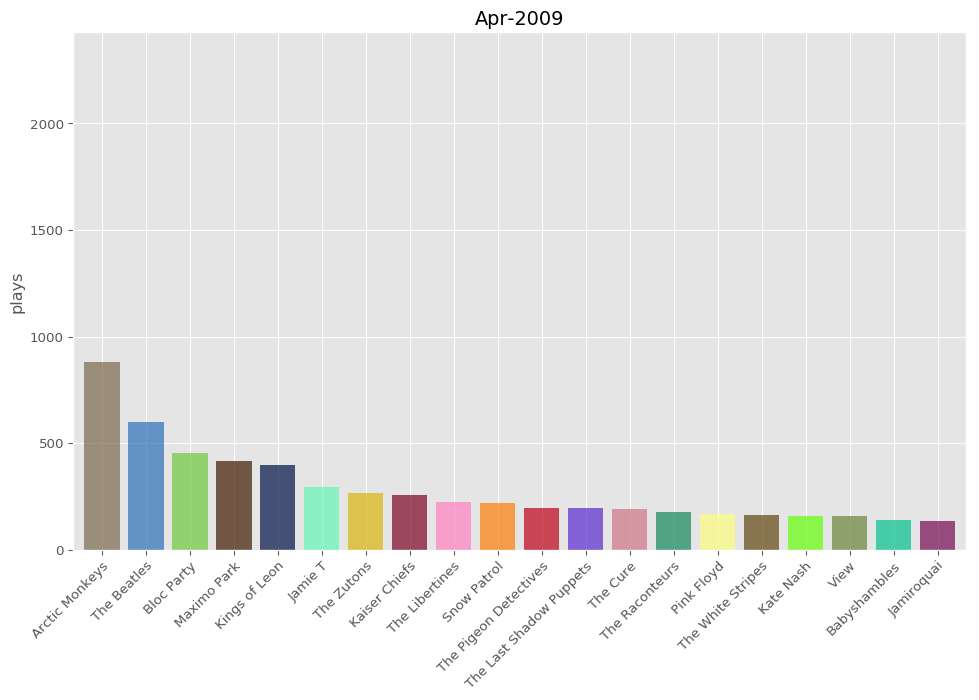 Apr-2009
plays
2000
1500
1000
500
0
Arctic Monkeys
The Beatles
Bloc Party
Maximo Park
Kings of Leon
Jamie T
The Zutons
Kaiser Chiefs
The Libertines
Snow Patrol
The Pigeon Detectives
The Last Shadow Puppets
The Cure
The Raconteurs
Pink Floyd
The White Stripes
Kate Nash
View
Babyshambles
Jamiroquai